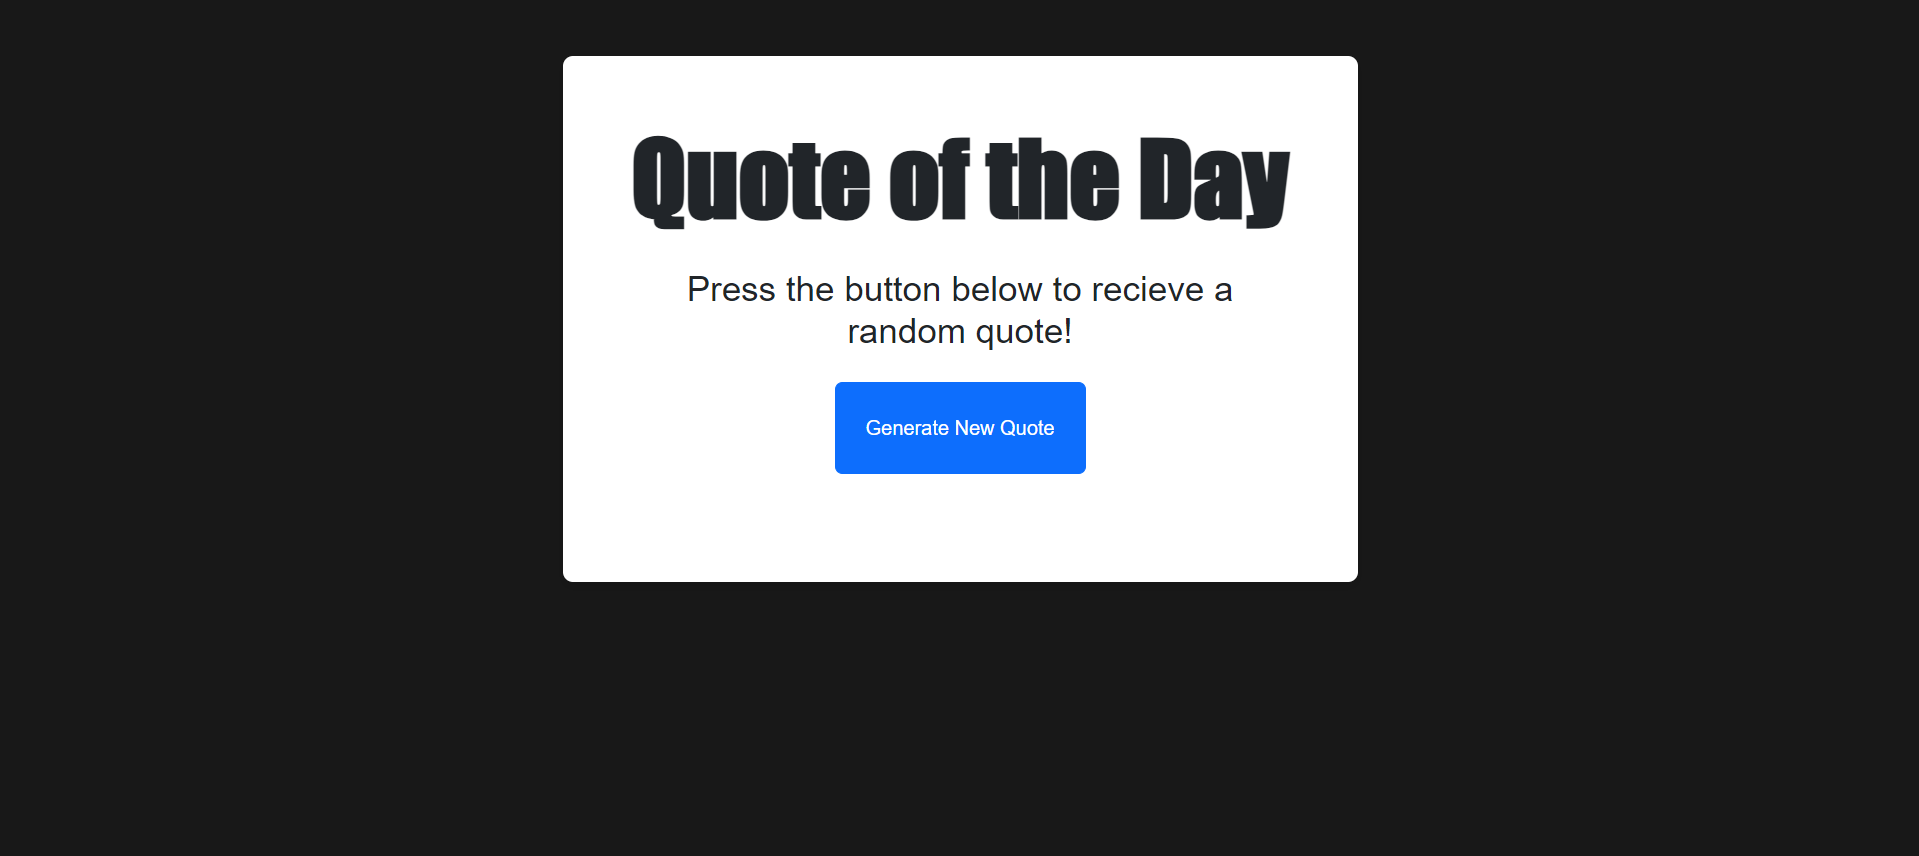 Quote of the Day
Press the button below to recieve a
random quote!
Generate New Quote